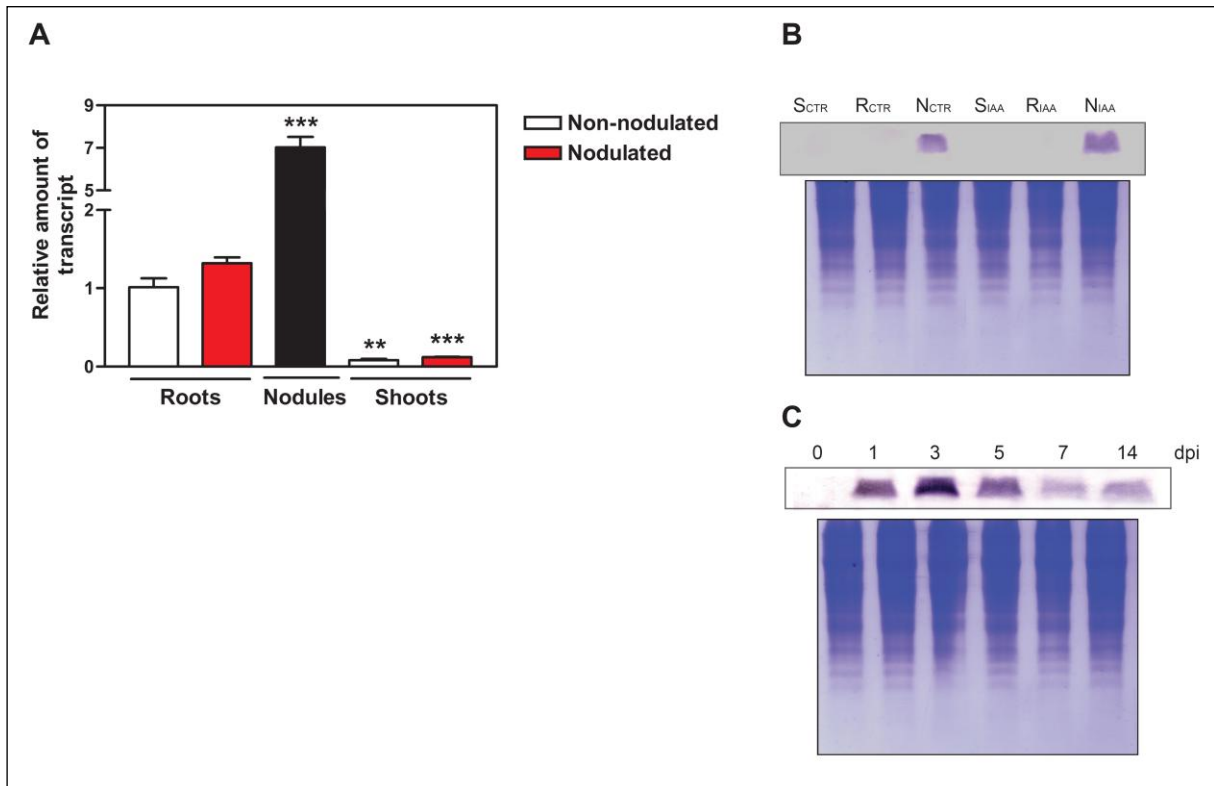 A
Relative amount of
transcript
9
7
5
2
1
0
***
**
***
Roots
Nodules
Shoots
Non-nodulated
Nodulated
B
SCTR RCTR NCTR SIAA RIAA NIAA
C
0 1 3 5 7 14 dpi